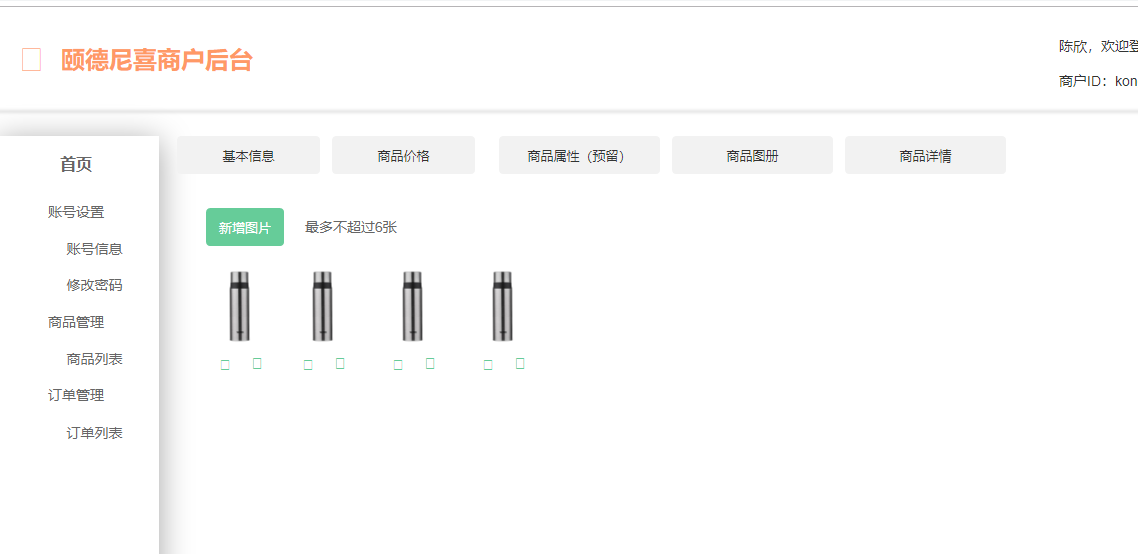 颐德尼喜商户后台
陈欣，欢迎登
商户ID：kon
首页
账号设置
账号信息
修改密码
商品管理
商品列表
订单管理
订单列表
基本信息
商品价格
商品属性（预留）
商品图册
商品详情
新增图片
最多不超过6张